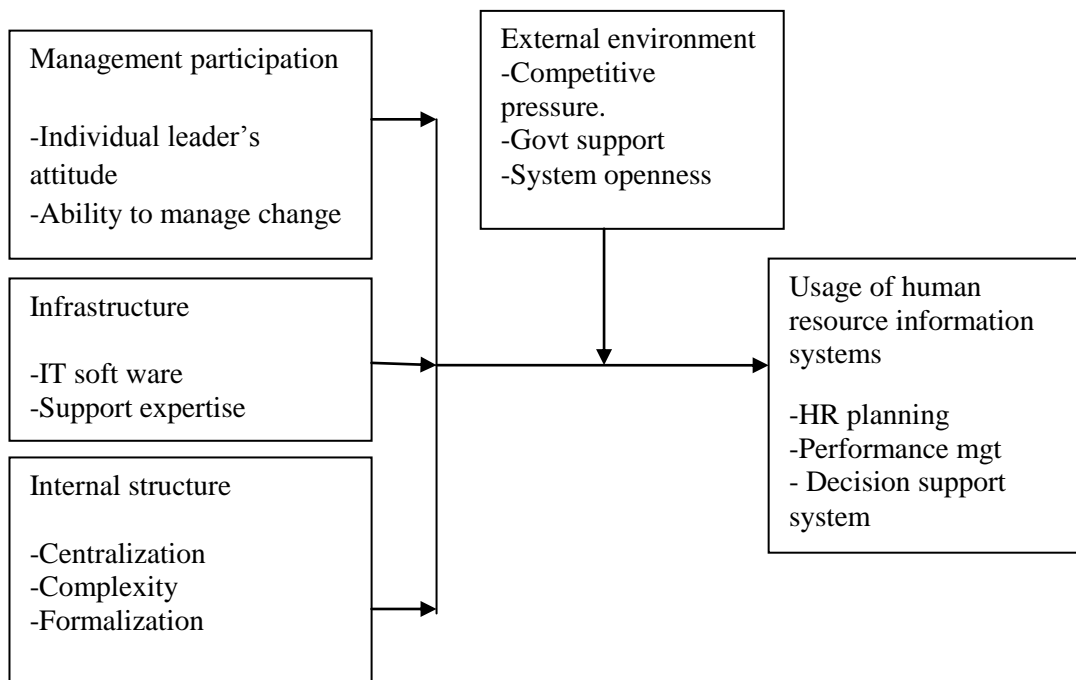 Management participation
-Individual leader’s
attitude
-Ability to manage change
External environment
-Competitive
pressure.
-Govt support
-System openness
Infrastructure
-IT soft ware
-Support expertise
Usage of human
resource information
systems
-HR planning
-Performance mgt
- Decision support
system
Internal structure
-Centralization
-Complexity
-Formalization